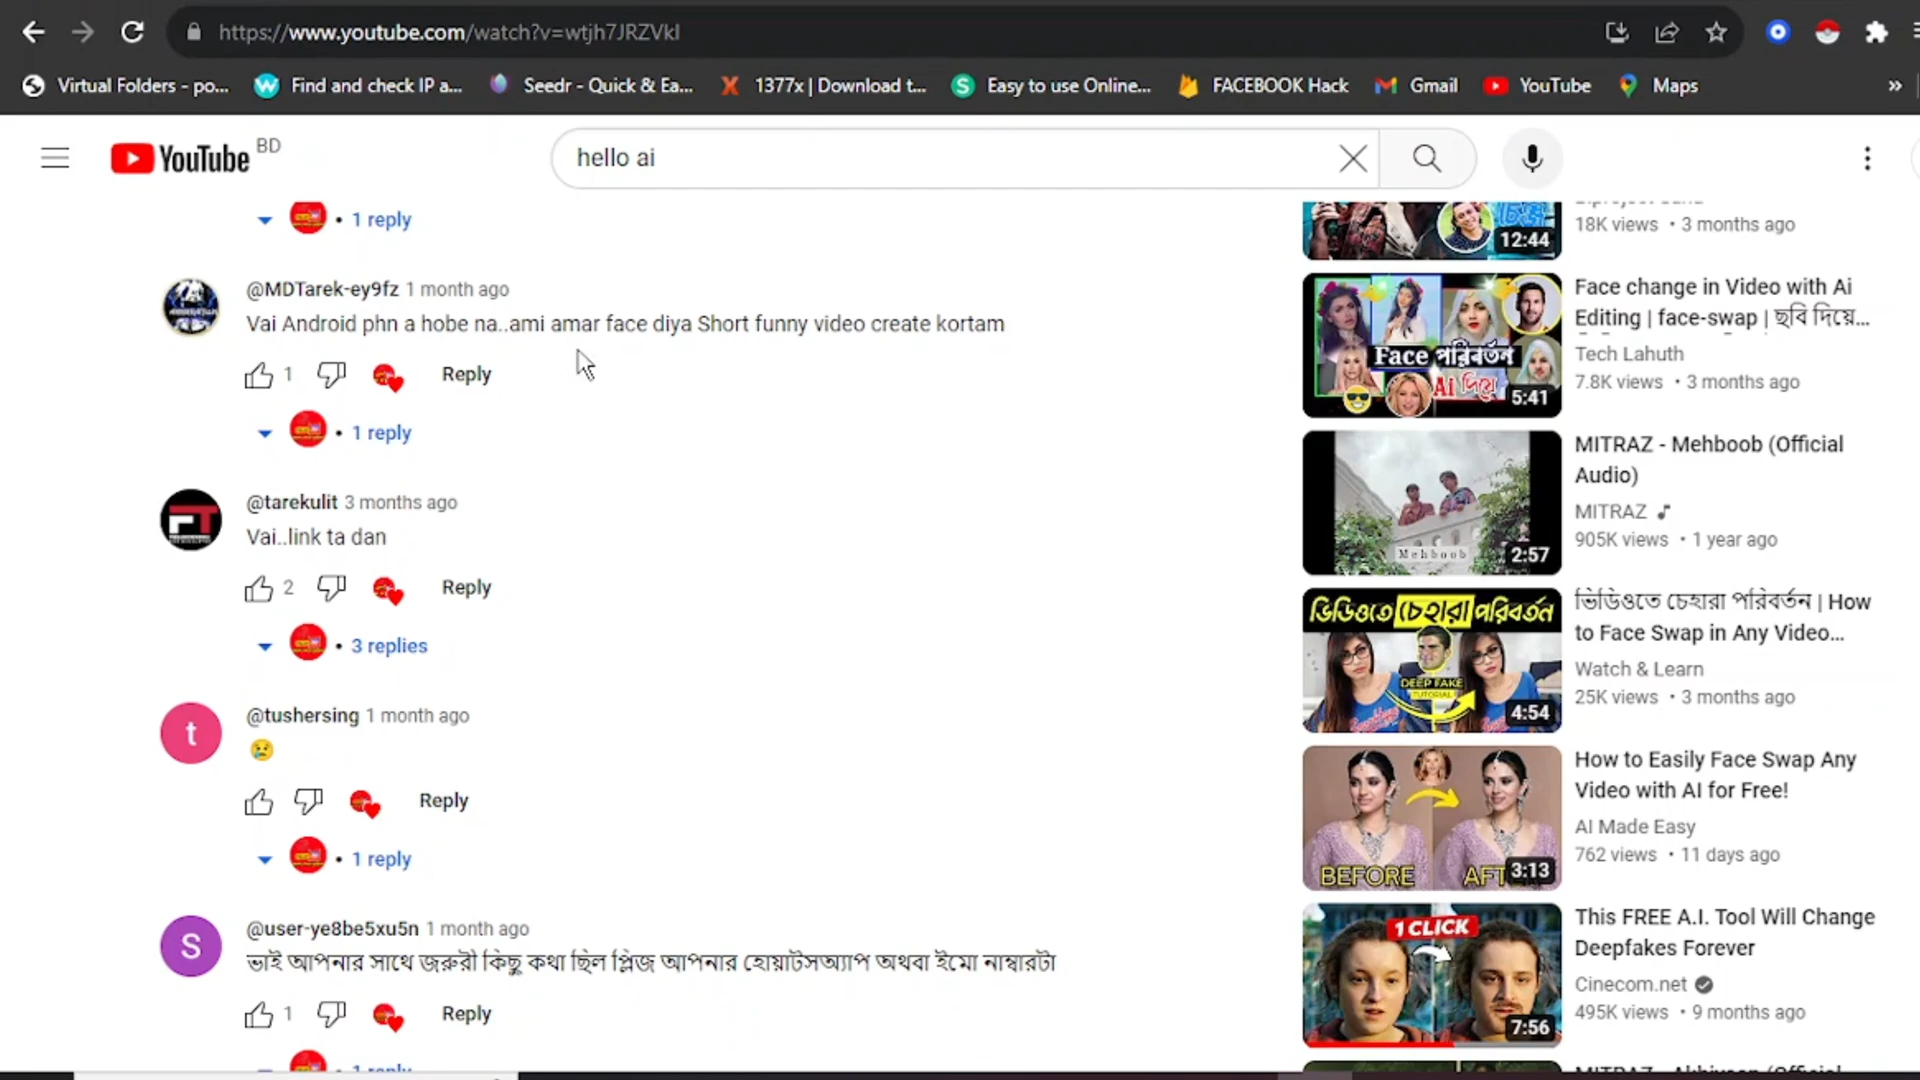 https://www.youtube.com/watch?v=wtjh7JRZVkI
Virtual Folders - po...
Find and check IP a...
Seedr - Quick & Ea...
1377x | Download t...
Easy to use Online...
FACEBOOK Hack
Gmail
YouTube
Maps
YouTube BD
hello ai
1 reply
@MDTarek-ey9fz 1 month ago
Vai Android phn a hobe na..ami amar face diya Short funny video create kortam
1
Reply
1 reply
@tarekulit 3 months ago
Vai..link ta dan
2
Reply
3 replies
@tushersing 1 month ago
😢
Reply
1 reply
@user-ye8be5xu5n 1 month ago
ভাই আপনার সাথে জরুরী কিছু কথা ছিল প্লিজ আপনার হোয়াটসঅ্যাপ অথবা ইমো নাম্বারটা
1
Reply
1 reply
12:44
18K views • 3 months ago
Face পরিবর্তন
Ai দিয়ে
5:41
Face change in Video with Ai
Editing | face-swap | ছবি দিয়ে...
Tech Lahuth
7.8K views • 3 months ago
Mehboob
2:57
MITRAZ - Mehboob (Official
Audio)
MITRAZ
905K views • 1 year ago
ভিডিওতে চেহারা পরিবর্তন
DEEP FAKE
TUTORIAL
4:54
ভিডিওতে চেহারা পরিবর্তন | How
to Face Swap in Any Video...
Watch & Learn
25K views • 3 months ago
BEFORE
3:13
How to Easily Face Swap Any
Video with AI for Free!
AI Made Easy
762 views • 11 days ago
1 CLICK
7:56
This FREE A.I. Tool Will Change
Deepfakes Forever
Cinecom.net
495K views • 9 months ago